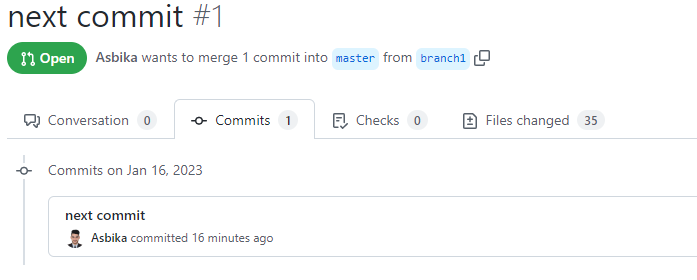 next commit #1
Open Asbika wants to merge 1 commit into master from branch1
Conversation 0 Commits 1 Checks 0 Files changed 35
Commits on Jan 16, 2023
next commit
Asbika committed 16 minutes ago